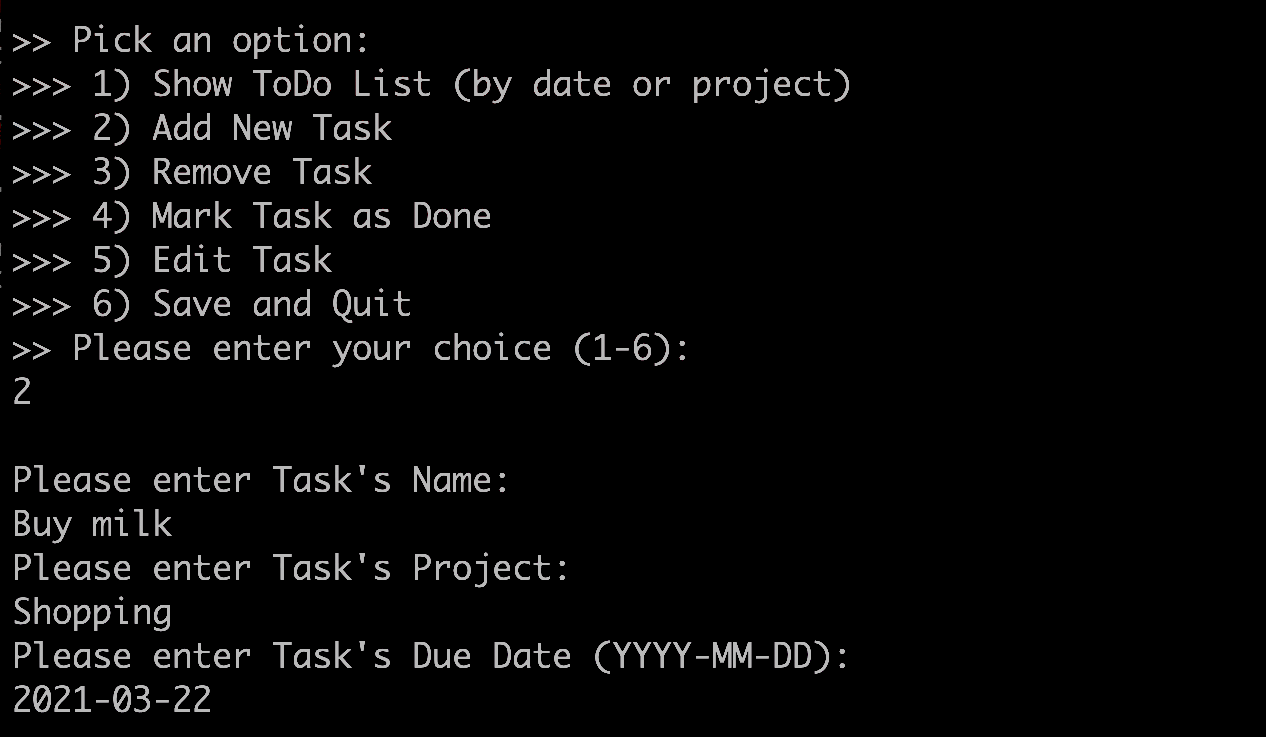 >> Pick an option:
>>> 1) Show ToDo List (by date or project)
>>> 2) Add New Task
>>> 3) Remove Task
>>> 4) Mark Task as Done
>>> 5) Edit Task
>>> 6) Save and Quit
>> Please enter your choice (1-6):
2
Please enter Task's Name:
Buy milk
Please enter Task's Project:
Shopping
Please enter Task's Due Date (YYYY-MM-DD):
2021-03-22